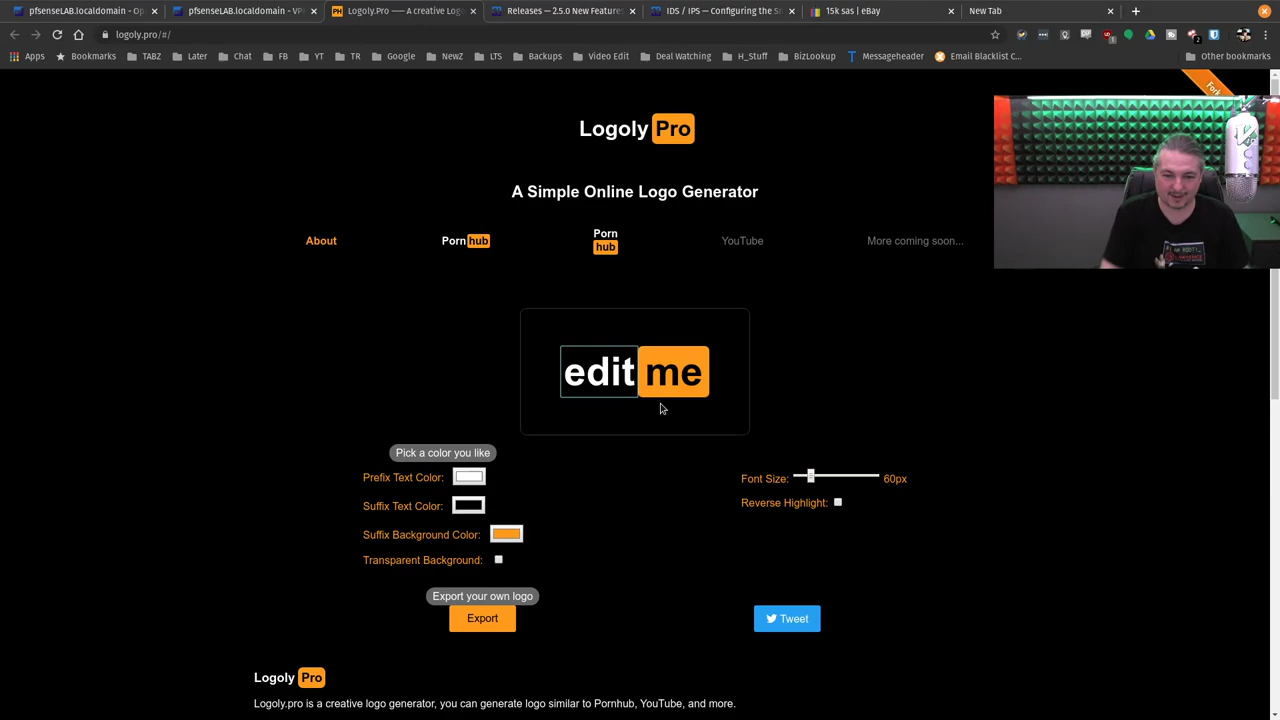 pfsenseLAB.localdomain - Op
pfsenseLAB.localdomain - VP
Logoly.Pro —— A creative Log
Releases — 2.5.0 New Feature
IDS / IPS — Configuring the S
15k sas | eBay
New Tab
logoly.pro/#/
Apps
Bookmarks
TABZ
Later
Chat
FB
YT
TR
Google
NewZ
LTS
Backups
Video Edit
Deal Watching
H_Stuff
BizLookup
Messageheader
Email Blacklist C...
Other bookmarks
Fork
Logoly Pro
A Simple Online Logo Generator
About
Porn hub
Porn
hub
YouTube
More coming soon...
edit me
Pick a color you like
Prefix Text Color:
Suffix Text Color:
Suffix Background Color:
Transparent Background:
Font Size:
60px
Reverse Highlight:
Export your own logo
Export
Tweet
Logoly Pro
Logoly.pro is a creative logo generator, you can generate logo similar to Pornhub, YouTube, and more.